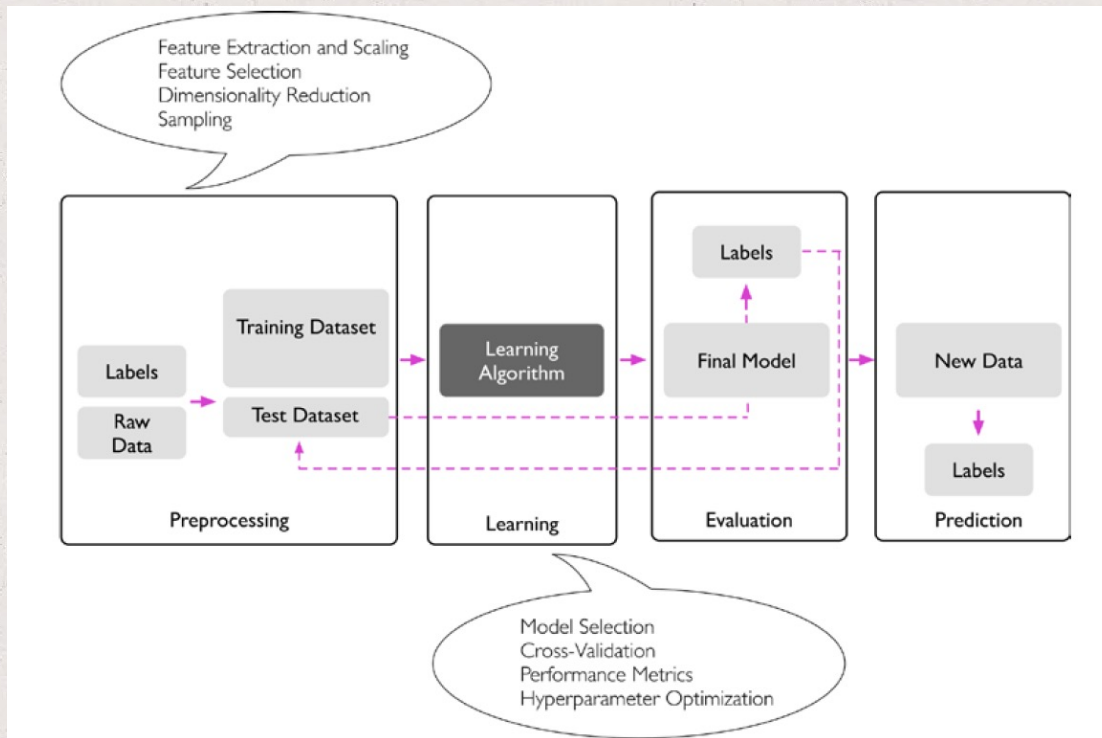 Feature Extraction and Scaling
Feature Selection
Dimensionality Reduction
Sampling
Labels
Raw
Data
Training Dataset
Test Dataset
Preprocessing
Learning
Algorithm
Learning
Labels
Final Model
Evaluation
New Data
Labels
Prediction
Model Selection
Cross-Validation
Performance Metrics
Hyperparameter Optimization